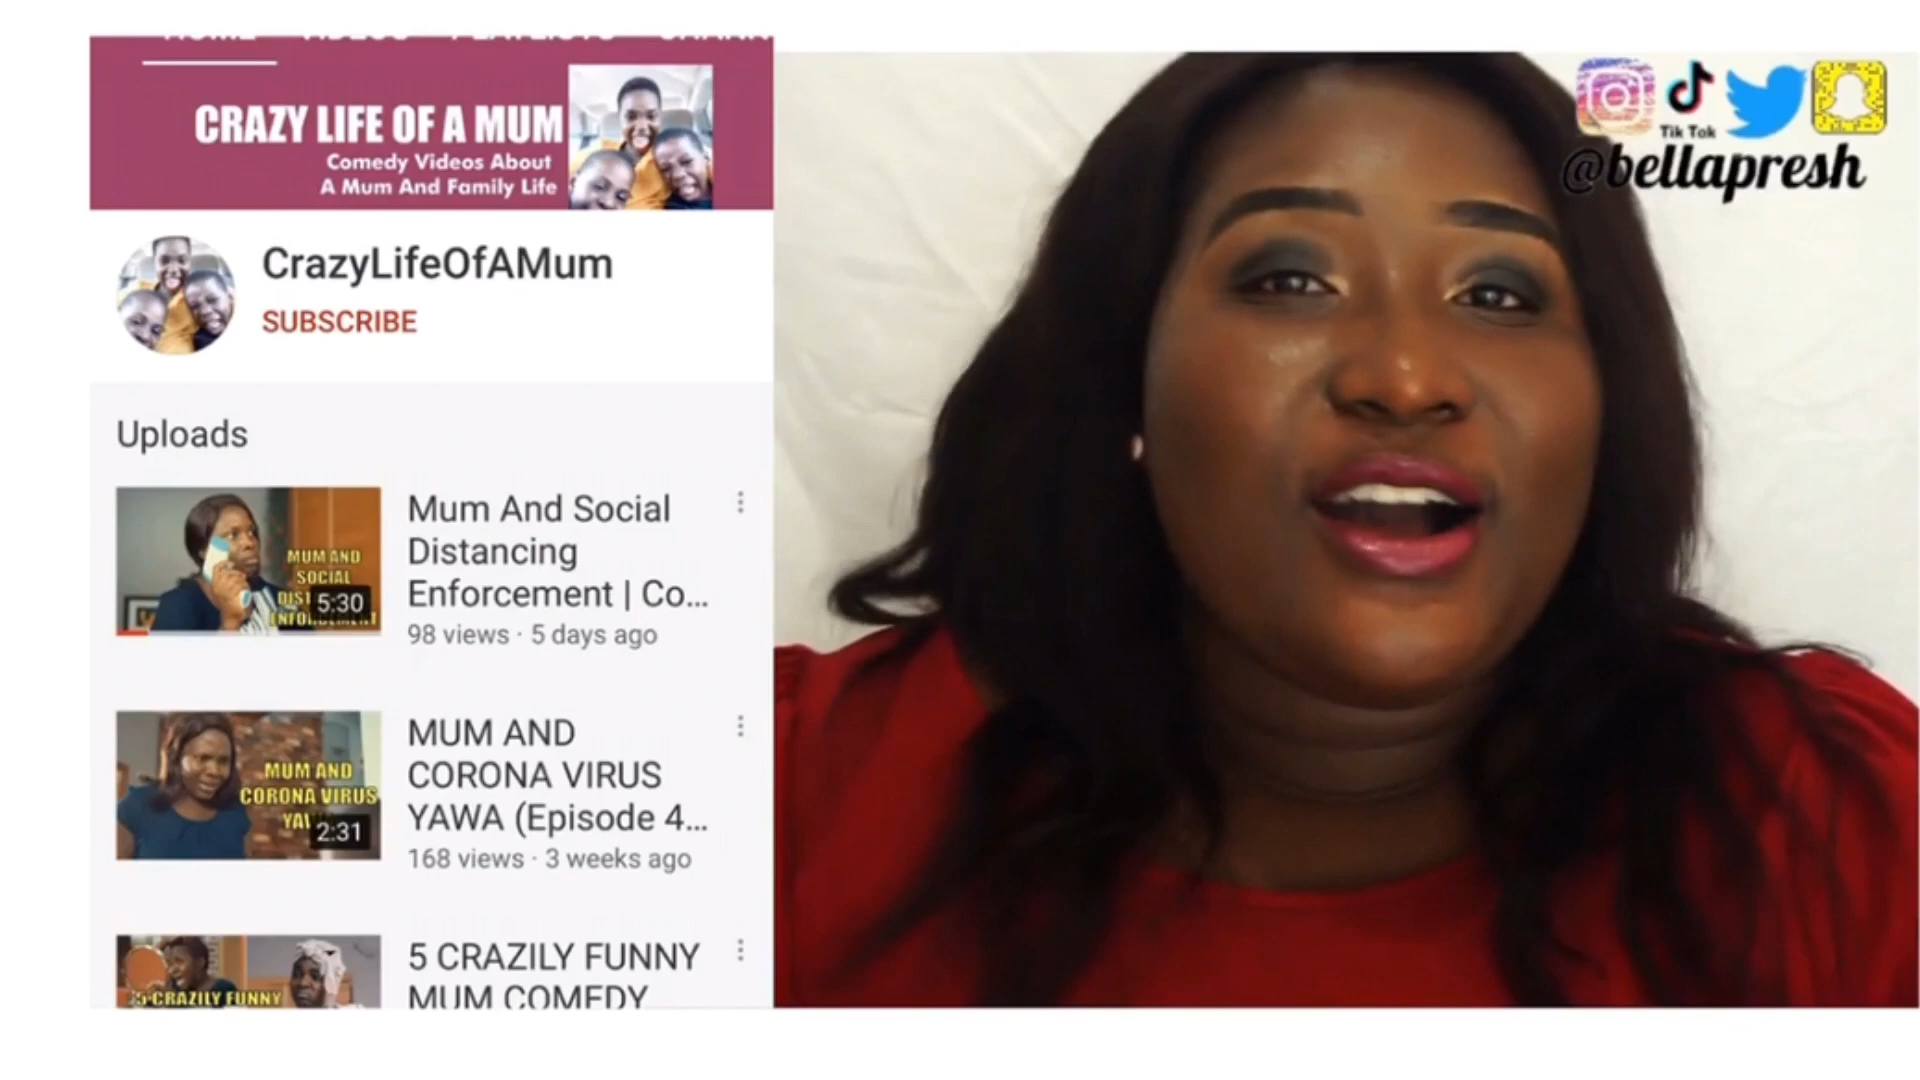 CRAZY LIFE OF A MUM
Comedy Videos About
A Mum And Family Life
CrazyLifeOfAMum
SUBSCRIBE
Uploads
MUM AND
SOCIAL
5:30
Mum And Social
Distancing
Enforcement | Co...
98 views · 5 days ago
MUM AND
CORONA VIRUS
2:31
MUM AND
CORONA VIRUS
YAWA (Episode 4...
168 views · 3 weeks ago
5 CRAZILY FUNNY
5 CRAZILY FUNNY
MUM COMEDY
Tik Tok
@bellapresh